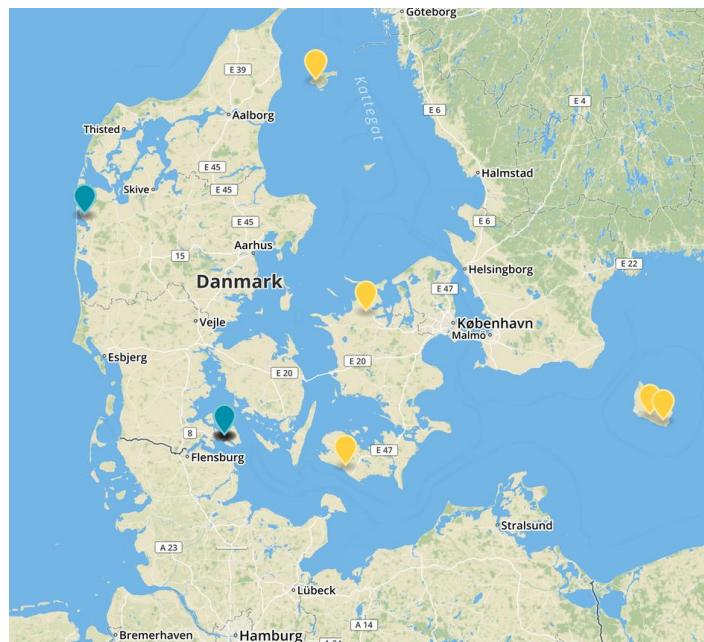 Göteborg
E 39
Kattegat
E 4
E 6
Aalborg
Thisted
E 45
Halmstad
Skive
E 45
E 45
E 6
Aarhus
15
E 22
Helsingborg
Danmark
E 47
Vejle
København
Malmö
Esbjerg
E 20
E 20
8
E 47
Flensburg
Stralsund
A 23
Lübeck
A 14
Bremerhaven
Hamburg